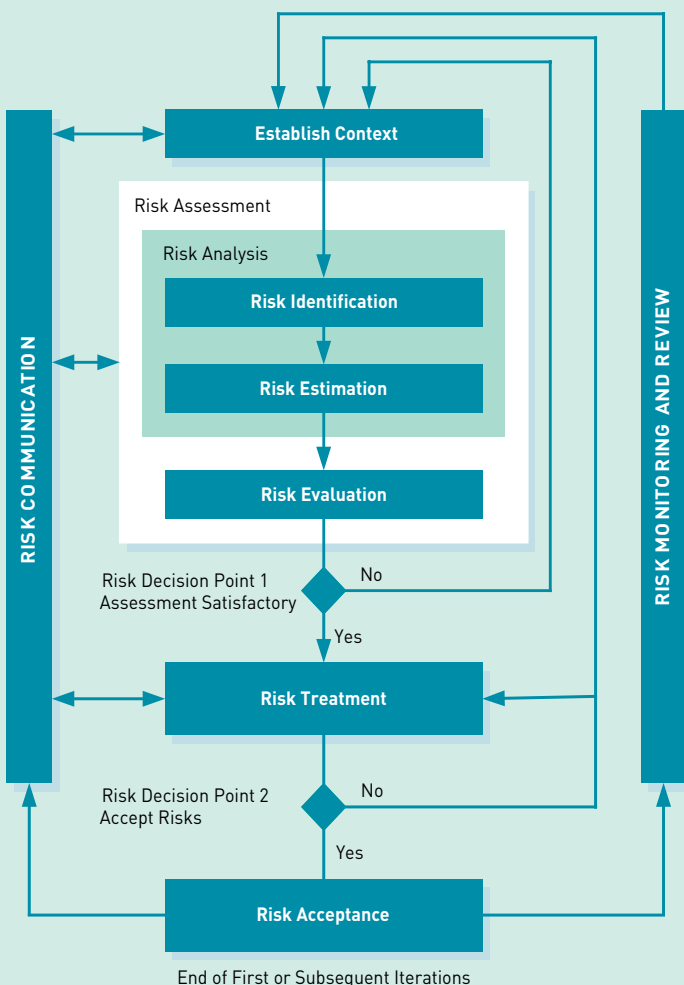 Establish Context
Risk Assessment
Risk Analysis
Risk Identification
Risk Estimation
Risk Evaluation
Risk Decision Point 1
Assessment Satisfactory
No
Yes
Risk Treatment
Risk Decision Point 2
Accept Risks
No
Yes
Risk Acceptance
End of First or Subsequent Iterations
RISK COMMUNICATION
RISK MONITORING AND REVIEW